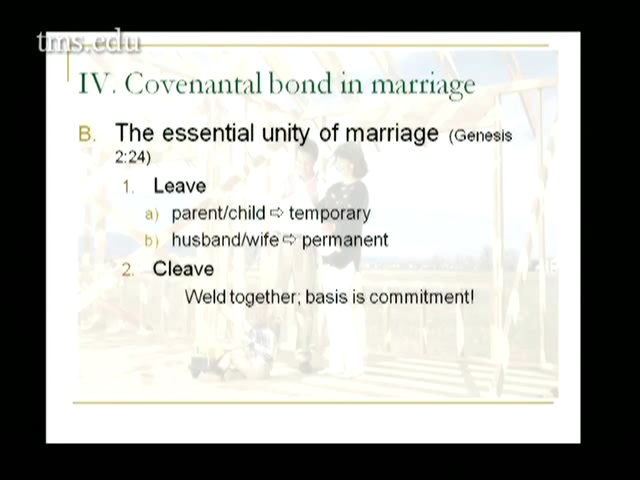 tms.edu
IV. Covenantal bond in marriage
B. The essential unity of marriage (Genesis
2:24)
1. Leave
a) parent/child ⇨ temporary
b) husband/wife ⇨ permanent
2. Cleave
Weld together; basis is commitment!